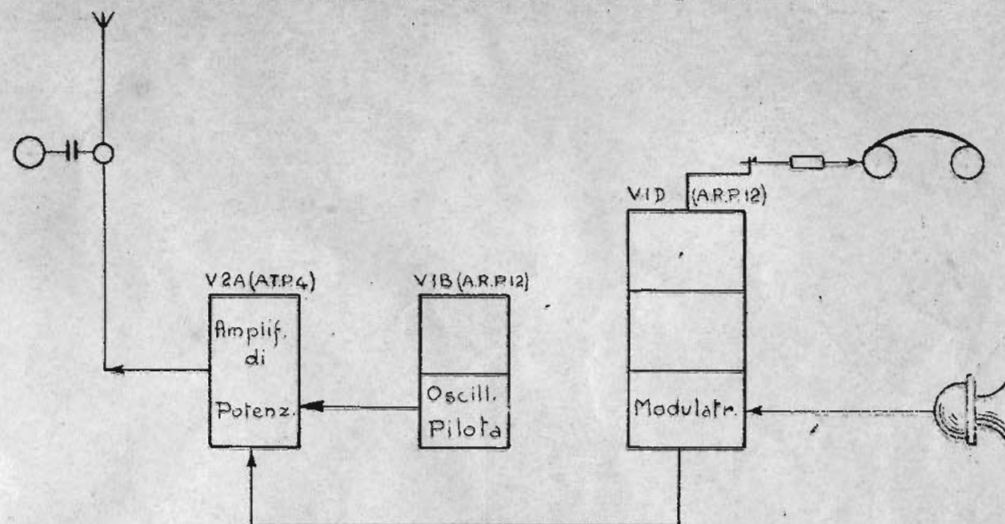 V1D (A.R.P.12)
V2A (A.T.P.4)
V1B (A.R.P.12)
Amplif.
di
Potenz.
Oscill.
Pilota
Modulatr.